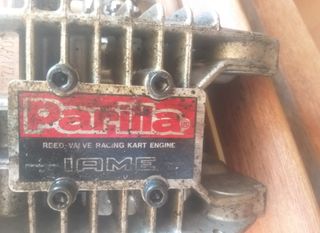 Parilla
REED-VALVE RACING KART ENGINE
IAME